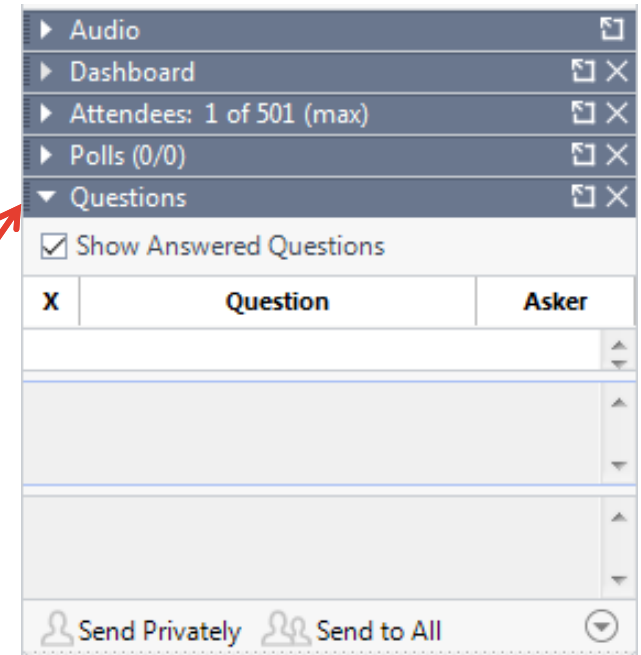 Audio
Dashboard
Attendees: 1 of 501 (max)
Polls (0/0)
Questions
Show Answered Questions
X Question Asker
Send Privately Send to All